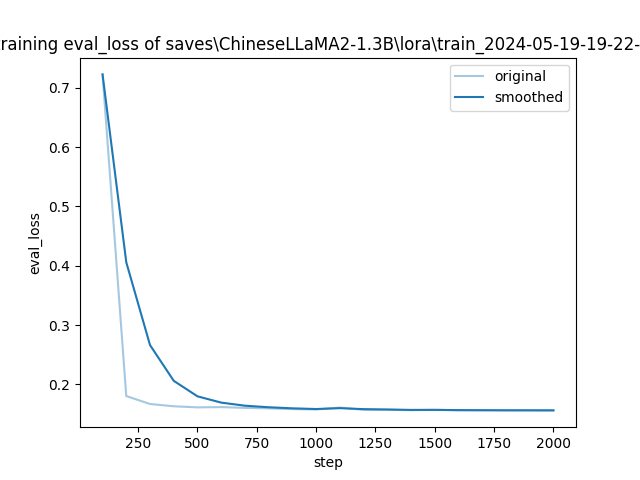 raining eval_loss of saves\ChineseLLaMA2-1.3B\lora\train_2024-05-19-19-22-
original
smoothed
0.7
0.6
0.5
0.4
0.3
0.2
eval_loss
250 500 750 1000 1250 1500 1750 2000
step